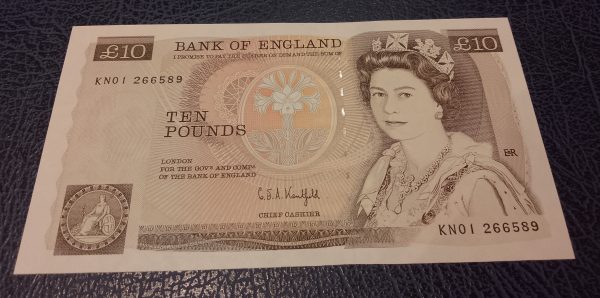 £10 BANK OF ENGLAND £10
I PROMISE TO PAY THE BEARER ON DEMAND THE SUM OF
KN01 266589
TEN
POUNDS
LONDON
FOR THE GOVR AND COMPA
OF THE BANK OF ENGLAND
E II R
CHIEF CASHIER
KN01 266589